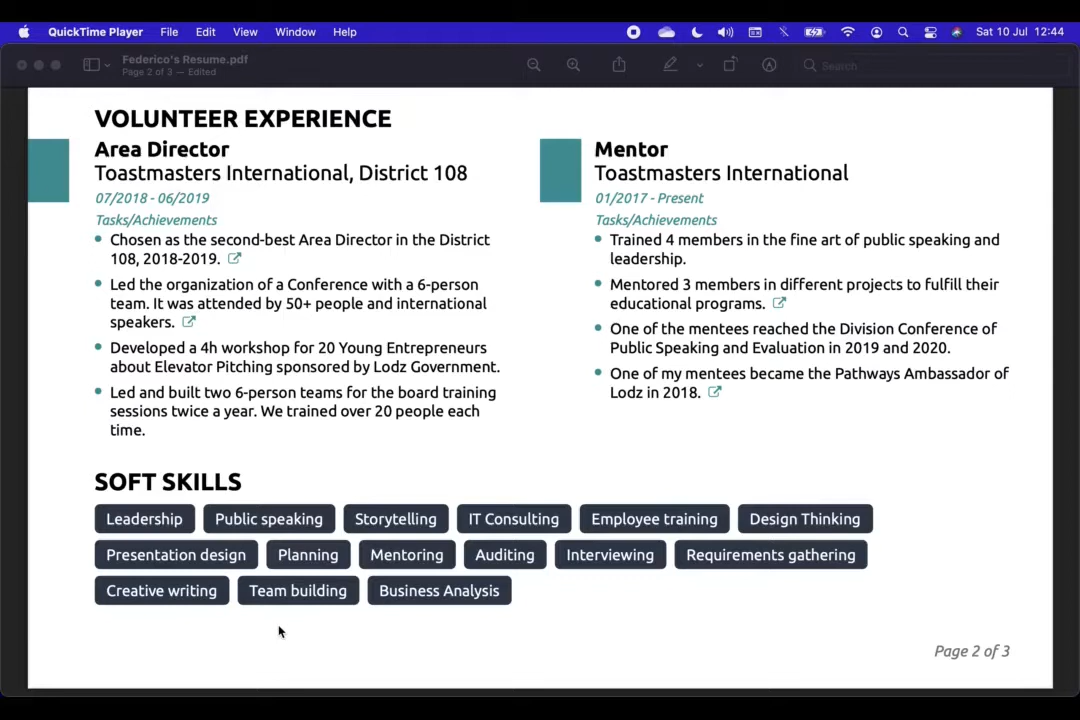 QuickTime Player File Edit View Window Help Sat 10 Jul 12:44
Federico's Resume.pdf
Page 2 of 3 — Edited
Search
VOLUNTEER EXPERIENCE
Area Director
Toastmasters International, District 108
07/2018 - 06/2019
Tasks/Achievements
Chosen as the second-best Area Director in the District
108, 2018-2019.
Led the organization of a Conference with a 6-person
team. It was attended by 50+ people and international
speakers.
Developed a 4h workshop for 20 Young Entrepreneurs
about Elevator Pitching sponsored by Lodz Government.
Led and built two 6-person teams for the board training
sessions twice a year. We trained over 20 people each
time.
Mentor
Toastmasters International
01/2017 - Present
Tasks/Achievements
Trained 4 members in the fine art of public speaking and
leadership.
Mentored 3 members in different projects to fulfill their
educational programs.
One of the mentees reached the Division Conference of
Public Speaking and Evaluation in 2019 and 2020.
One of my mentees became the Pathways Ambassador of
Lodz in 2018.
SOFT SKILLS
Leadership Public speaking Storytelling IT Consulting Employee training Design Thinking
Presentation design Planning Mentoring Auditing Interviewing Requirements gathering
Creative writing Team building Business Analysis
Page 2 of 3